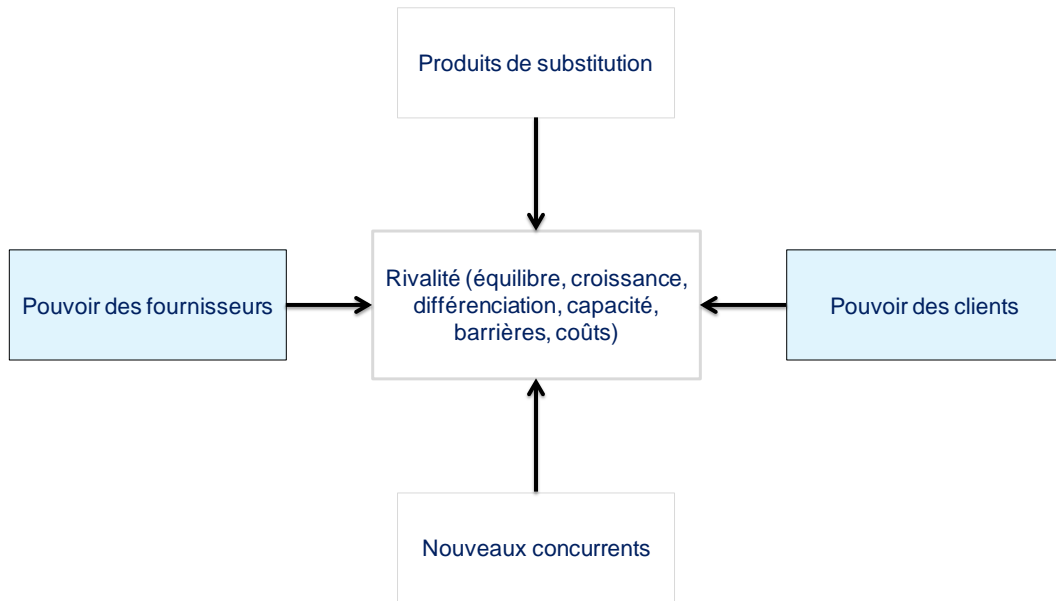 Produits de substitution
Pouvoir des fournisseurs
Rivalité (équilibre, croissance,
différenciation, capacité,
barrières, coûts)
Pouvoir des clients
Nouveaux concurrents